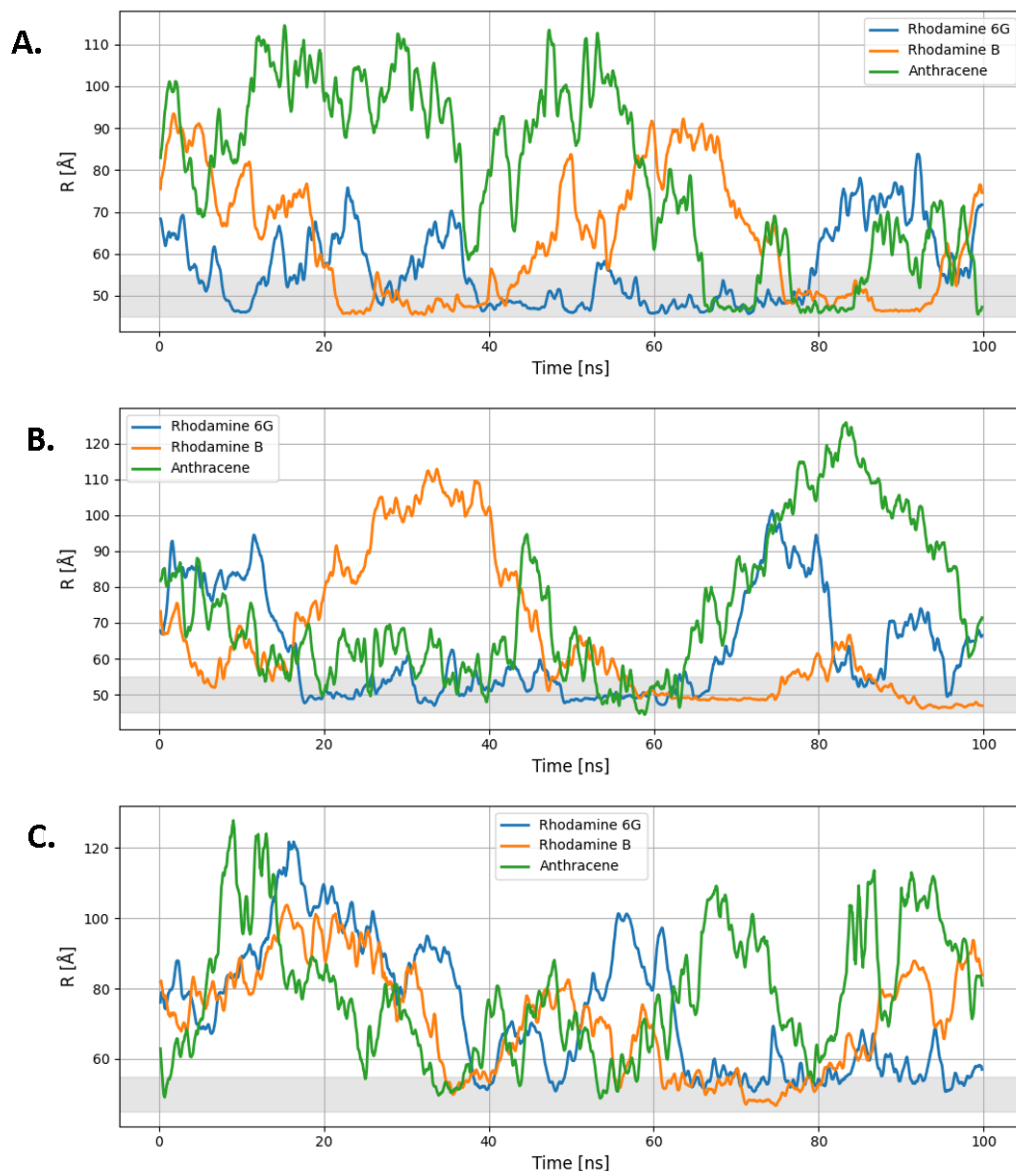 A.
Rhodamine 6G
Rhodamine B
Anthracene
R [Å]
110
100
90
80
70
60
50
0 20 40 60 80 100
Time [ns]
B.
Rhodamine 6G
Rhodamine B
Anthracene
R [Å]
120
110
100
90
80
70
60
50
0 20 40 60 80 100
Time [ns]
C.
Rhodamine 6G
Rhodamine B
Anthracene
R [Å]
120
100
80
60
0 20 40 60 80 100
Time [ns]